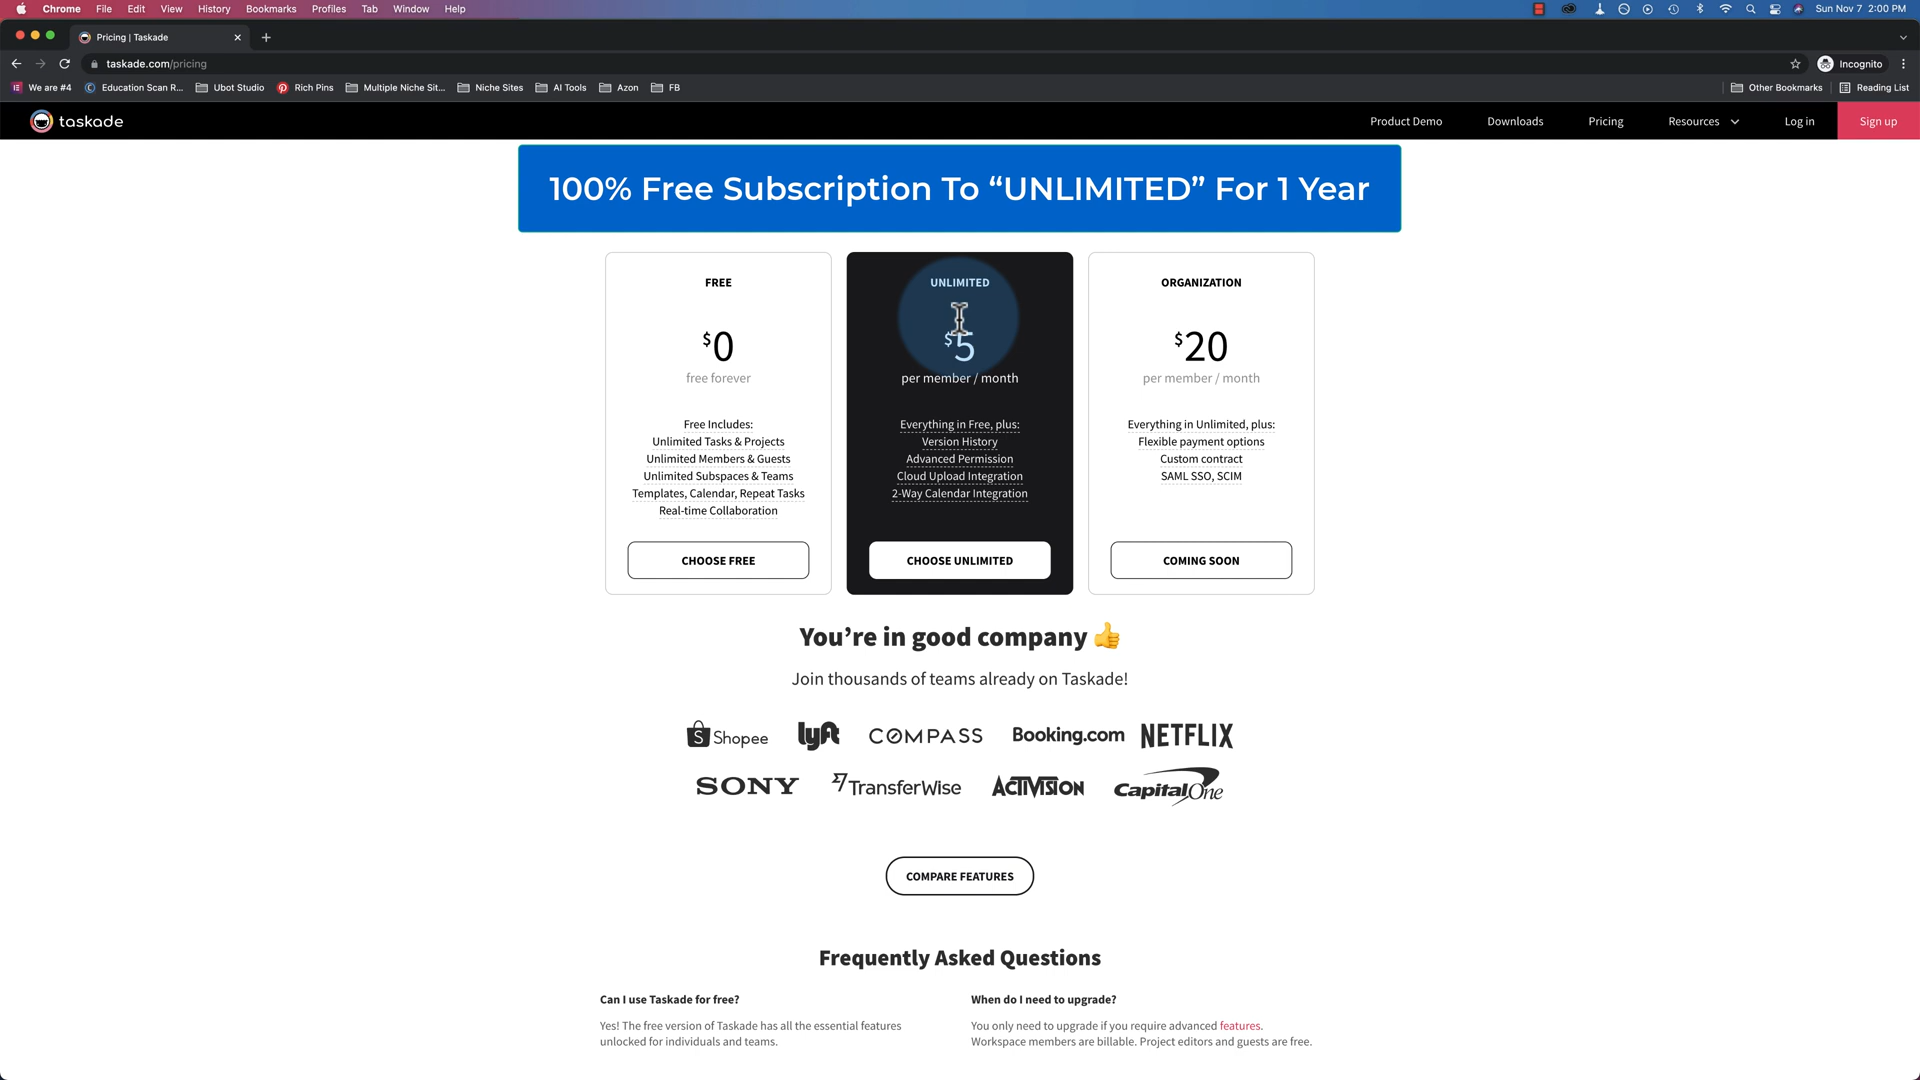 Chrome File Edit View History Bookmarks Profiles Tab Window Help Sun Nov 7 2:00 PM
Pricing | Taskade
taskade.com/pricing Incognito
We are #4 Education Scan R... Ubot Studio Rich Pins Multiple Niche Sit... Niche Sites AI Tools Azon FB Other Bookmarks Reading List
taskade Product Demo Downloads Pricing Resources Log in Sign up
100% Free Subscription To “UNLIMITED” For 1 Year
FREE
$0
free forever
Free Includes:
Unlimited Tasks & Projects
Unlimited Members & Guests
Unlimited Subspaces & Teams
Templates, Calendar, Repeat Tasks
Real-time Collaboration
CHOOSE FREE
UNLIMITED
$5
per member / month
Everything in Free, plus:
Version History
Advanced Permission
Cloud Upload Integration
2-Way Calendar Integration
CHOOSE UNLIMITED
ORGANIZATION
$20
per member / month
Everything in Unlimited, plus:
Flexible payment options
Custom contract
SAML SSO, SCIM
COMING SOON
You’re in good company 👍
Join thousands of teams already on Taskade!
Shopee lyft COMPASS Booking.com NETFLIX
SONY TransferWise ACTIVISION CapitalOne
COMPARE FEATURES
Frequently Asked Questions
Can I use Taskade for free?
Yes! The free version of Taskade has all the essential features
unlocked for individuals and teams.
When do I need to upgrade?
You only need to upgrade if you require advanced features.
Workspace members are billable. Project editors and guests are free.